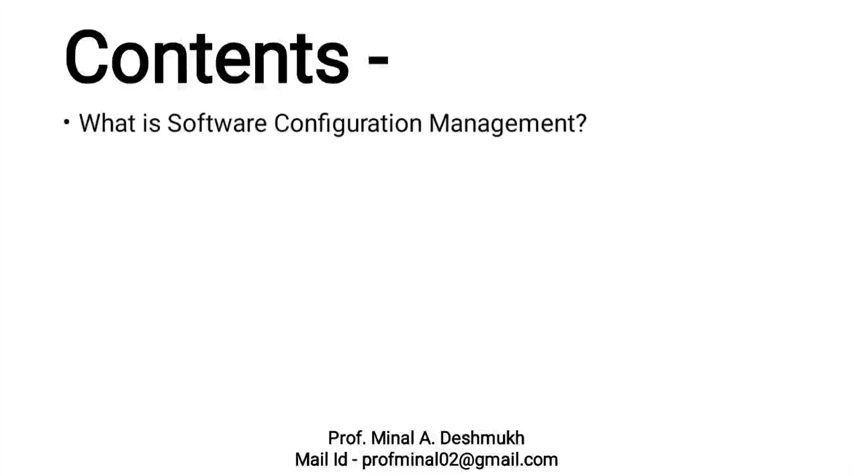 Contents -
• What is Software Configuration Management?
Prof. Minal A. Deshmukh
Mail Id - profminal02@gmail.com